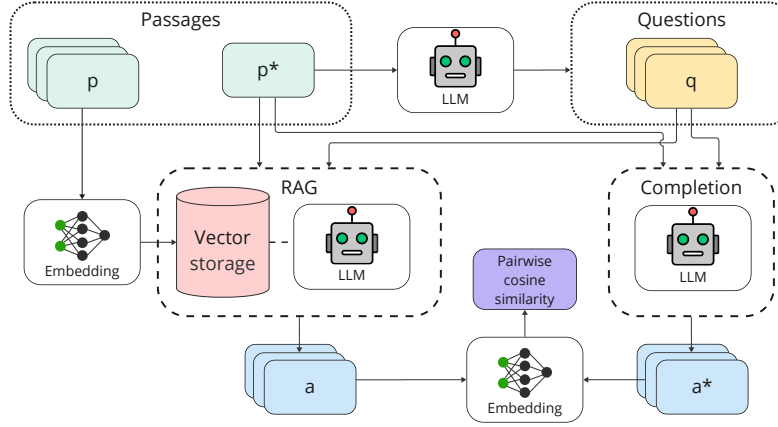 Passages
Questions
p
p*
LLM
q
RAG
Completion
Vector
storage
LLM
LLM
Embedding
Pairwise
cosine
similarity
a
Embedding
a*